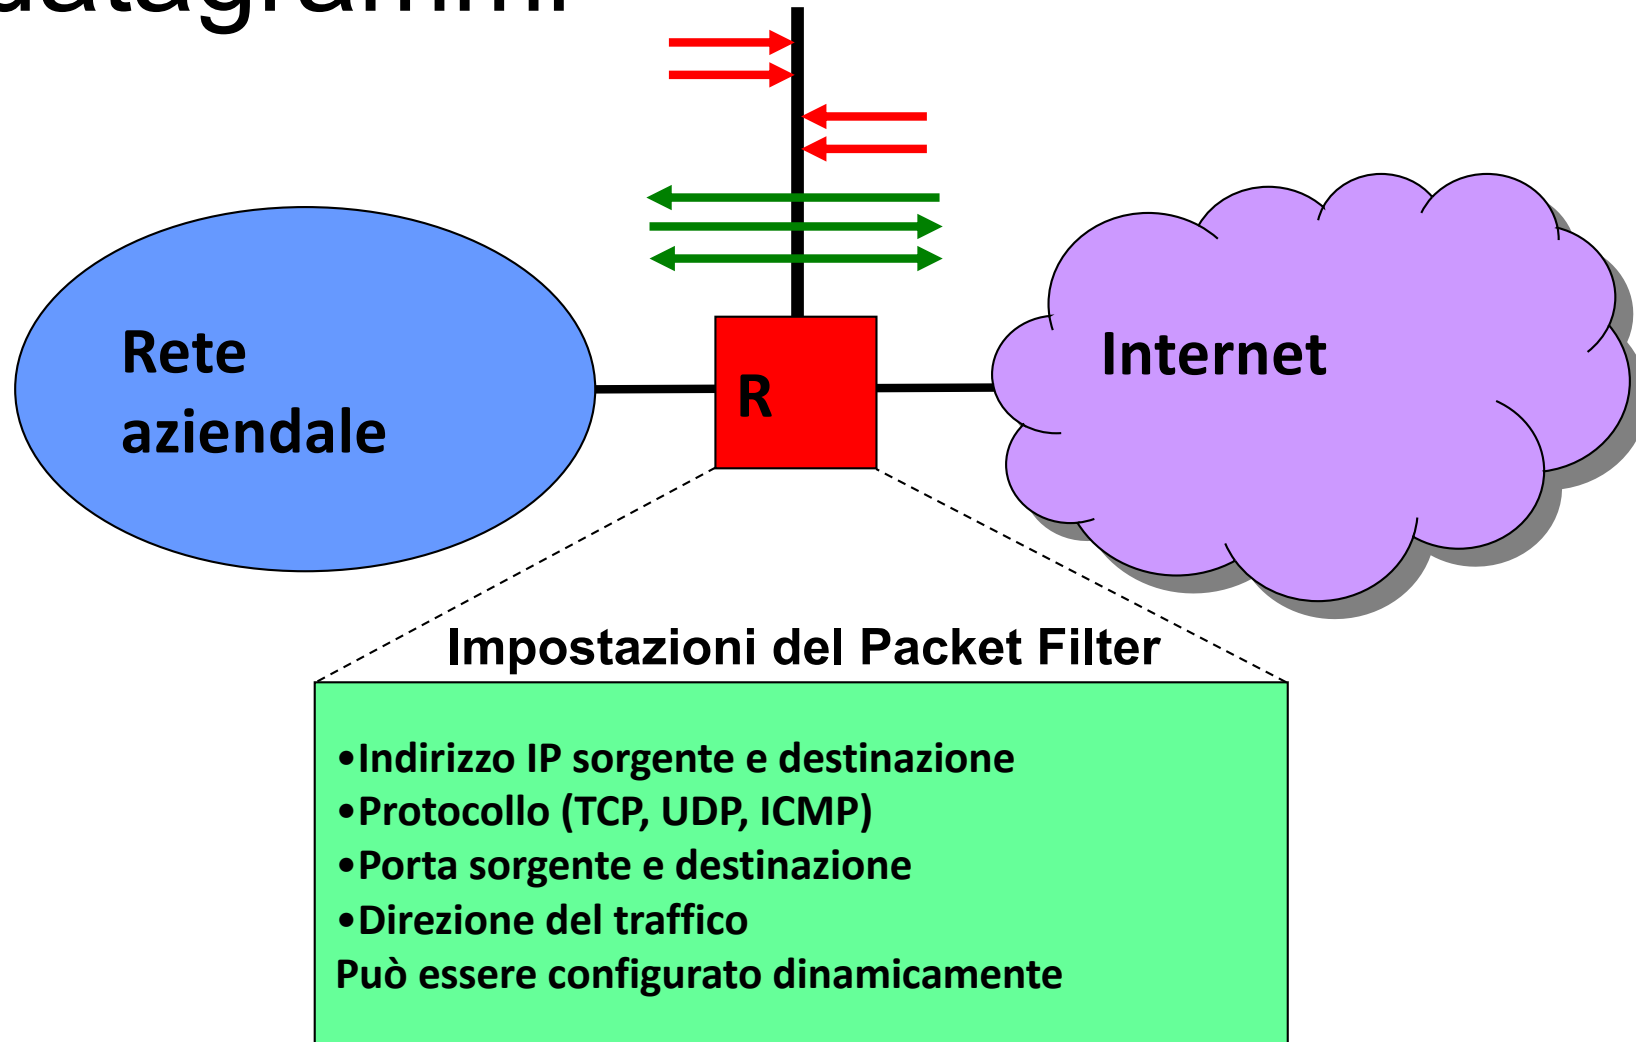 datagrammi
Rete
aziendale
R
Internet
Impostazioni del Packet Filter
•Indirizzo IP sorgente e destinazione
•Protocollo (TCP, UDP, ICMP)
•Porta sorgente e destinazione
•Direzione del traffico
Può essere configurato dinamicamente